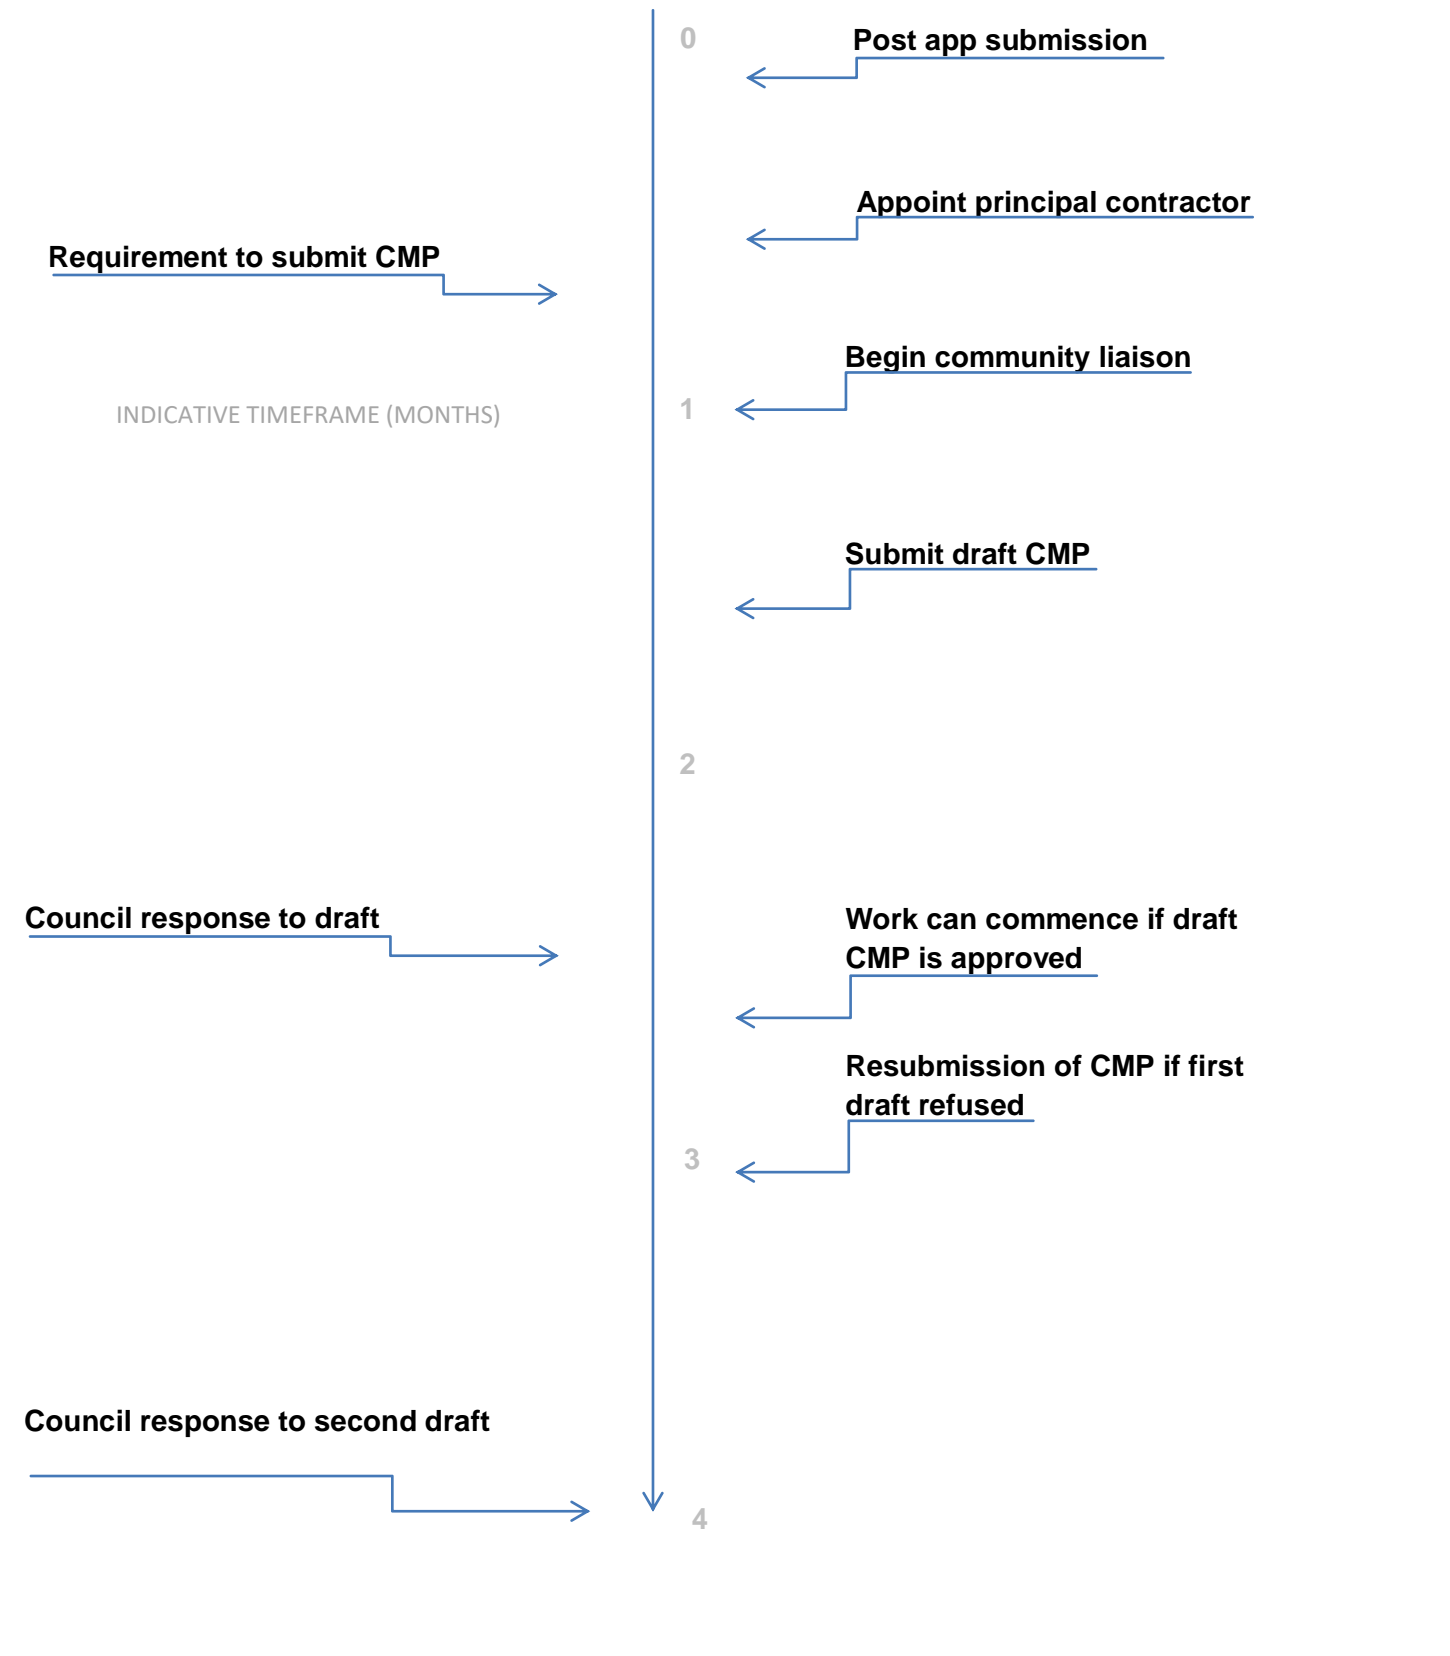 0
Post app submission
Appoint principal contractor
Requirement to submit CMP
Begin community liaison
INDICATIVE TIMEFRAME (MONTHS)
1
Submit draft CMP
2
Council response to draft
Work can commence if draft
CMP is approved
Resubmission of CMP if first
draft refused
3
Council response to second draft
4